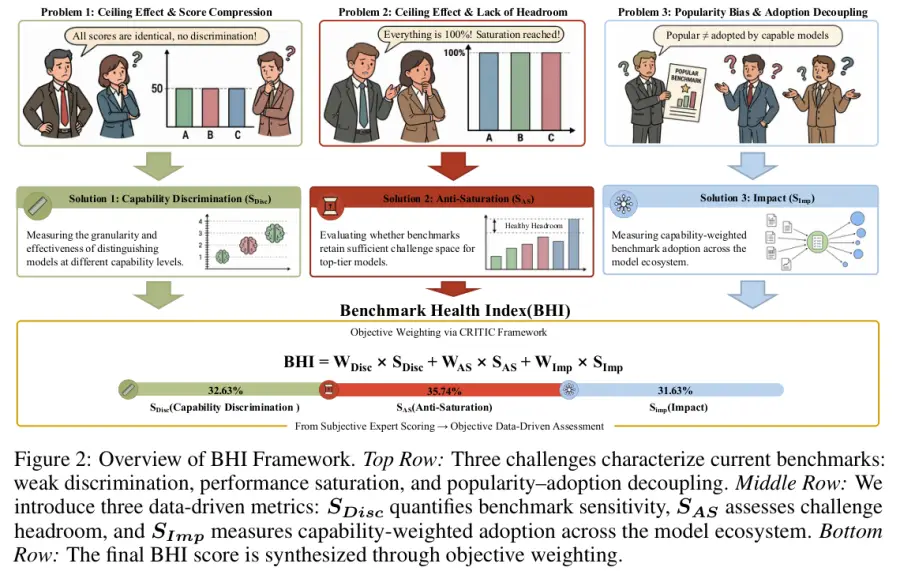 Problem 1: Ceiling Effect & Score Compression
All scores are identical, no discrimination!
50
A B C
Problem 2: Ceiling Effect & Lack of Headroom
Everything is 100%! Saturation reached!
100%
A B C
Problem 3: Popularity Bias & Adoption Decoupling
Popular ≠ adopted by capable models
POPULAR
BENCHMARK
Solution 1: Capability Discrimination (SDisc)
Measuring the granularity and
effectiveness of distinguishing
models at different capability levels.
4
3
2
1
Solution 2: Anti-Saturation (SAS)
Evaluating whether benchmarks
retain sufficient challenge space for
top-tier models.
Healthy Headroom
Solution 3: Impact (SImp)
Measuring capability-weighted
benchmark adoption across the
model ecosystem.
Benchmark Health Index(BHI)
Objective Weighting via CRITIC Framework
BHI = WDisc × SDisc + WAS × SAS + WImp × SImp
32.63% 35.74% 31.63%
SDisc(Capability Discrimination ) SAS(Anti-Saturation) Simp(Impact)
From Subjective Expert Scoring → Objective Data-Driven Assessment
Figure 2: Overview of BHI Framework. Top Row: Three challenges characterize current benchmarks:
weak discrimination, performance saturation, and popularity–adoption decoupling. Middle Row: We
introduce three data-driven metrics: SDisc quantifies benchmark sensitivity, SAS assesses challenge
headroom, and SImp measures capability-weighted adoption across the model ecosystem. Bottom
Row: The final BHI score is synthesized through objective weighting.